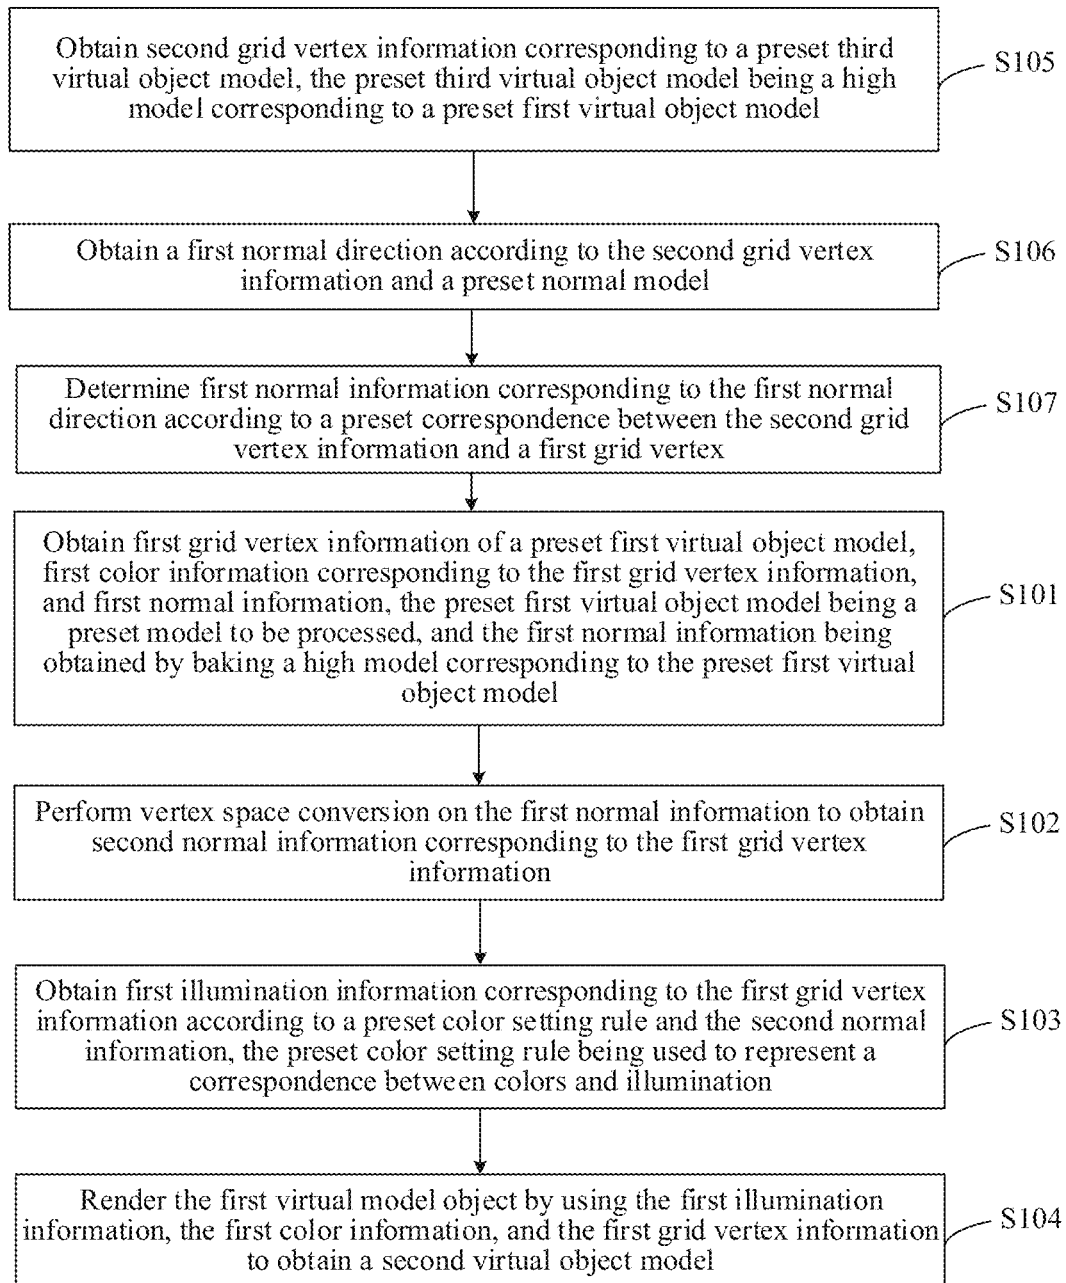 Obtain second grid vertex information corresponding to a preset third
virtual object model, the preset third virtual object model being a high
model corresponding to a preset first virtual object model
S105
Obtain a first normal direction according to the second grid vertex
information and a preset normal model
S106
Determine first normal information corresponding to the first normal
direction according to a preset correspondence between the second grid
vertex information and a first grid vertex
S107
Obtain first grid vertex information of a preset first virtual object model,
first color information corresponding to the first grid vertex information,
and first normal information, the preset first virtual object model being a
preset model to be processed, and the first normal information being
obtained by baking a high model corresponding to the preset first virtual
object model
S101
Perform vertex space conversion on the first normal information to obtain
second normal information corresponding to the first grid vertex
information
S102
Obtain first illumination information corresponding to the first grid vertex
information according to a preset color setting rule and the second normal
information, the preset color setting rule being used to represent a
correspondence between colors and illumination
S103
Render the first virtual model object by using the first illumination
information, the first color information, and the first grid vertex information
to obtain a second virtual object model
S104